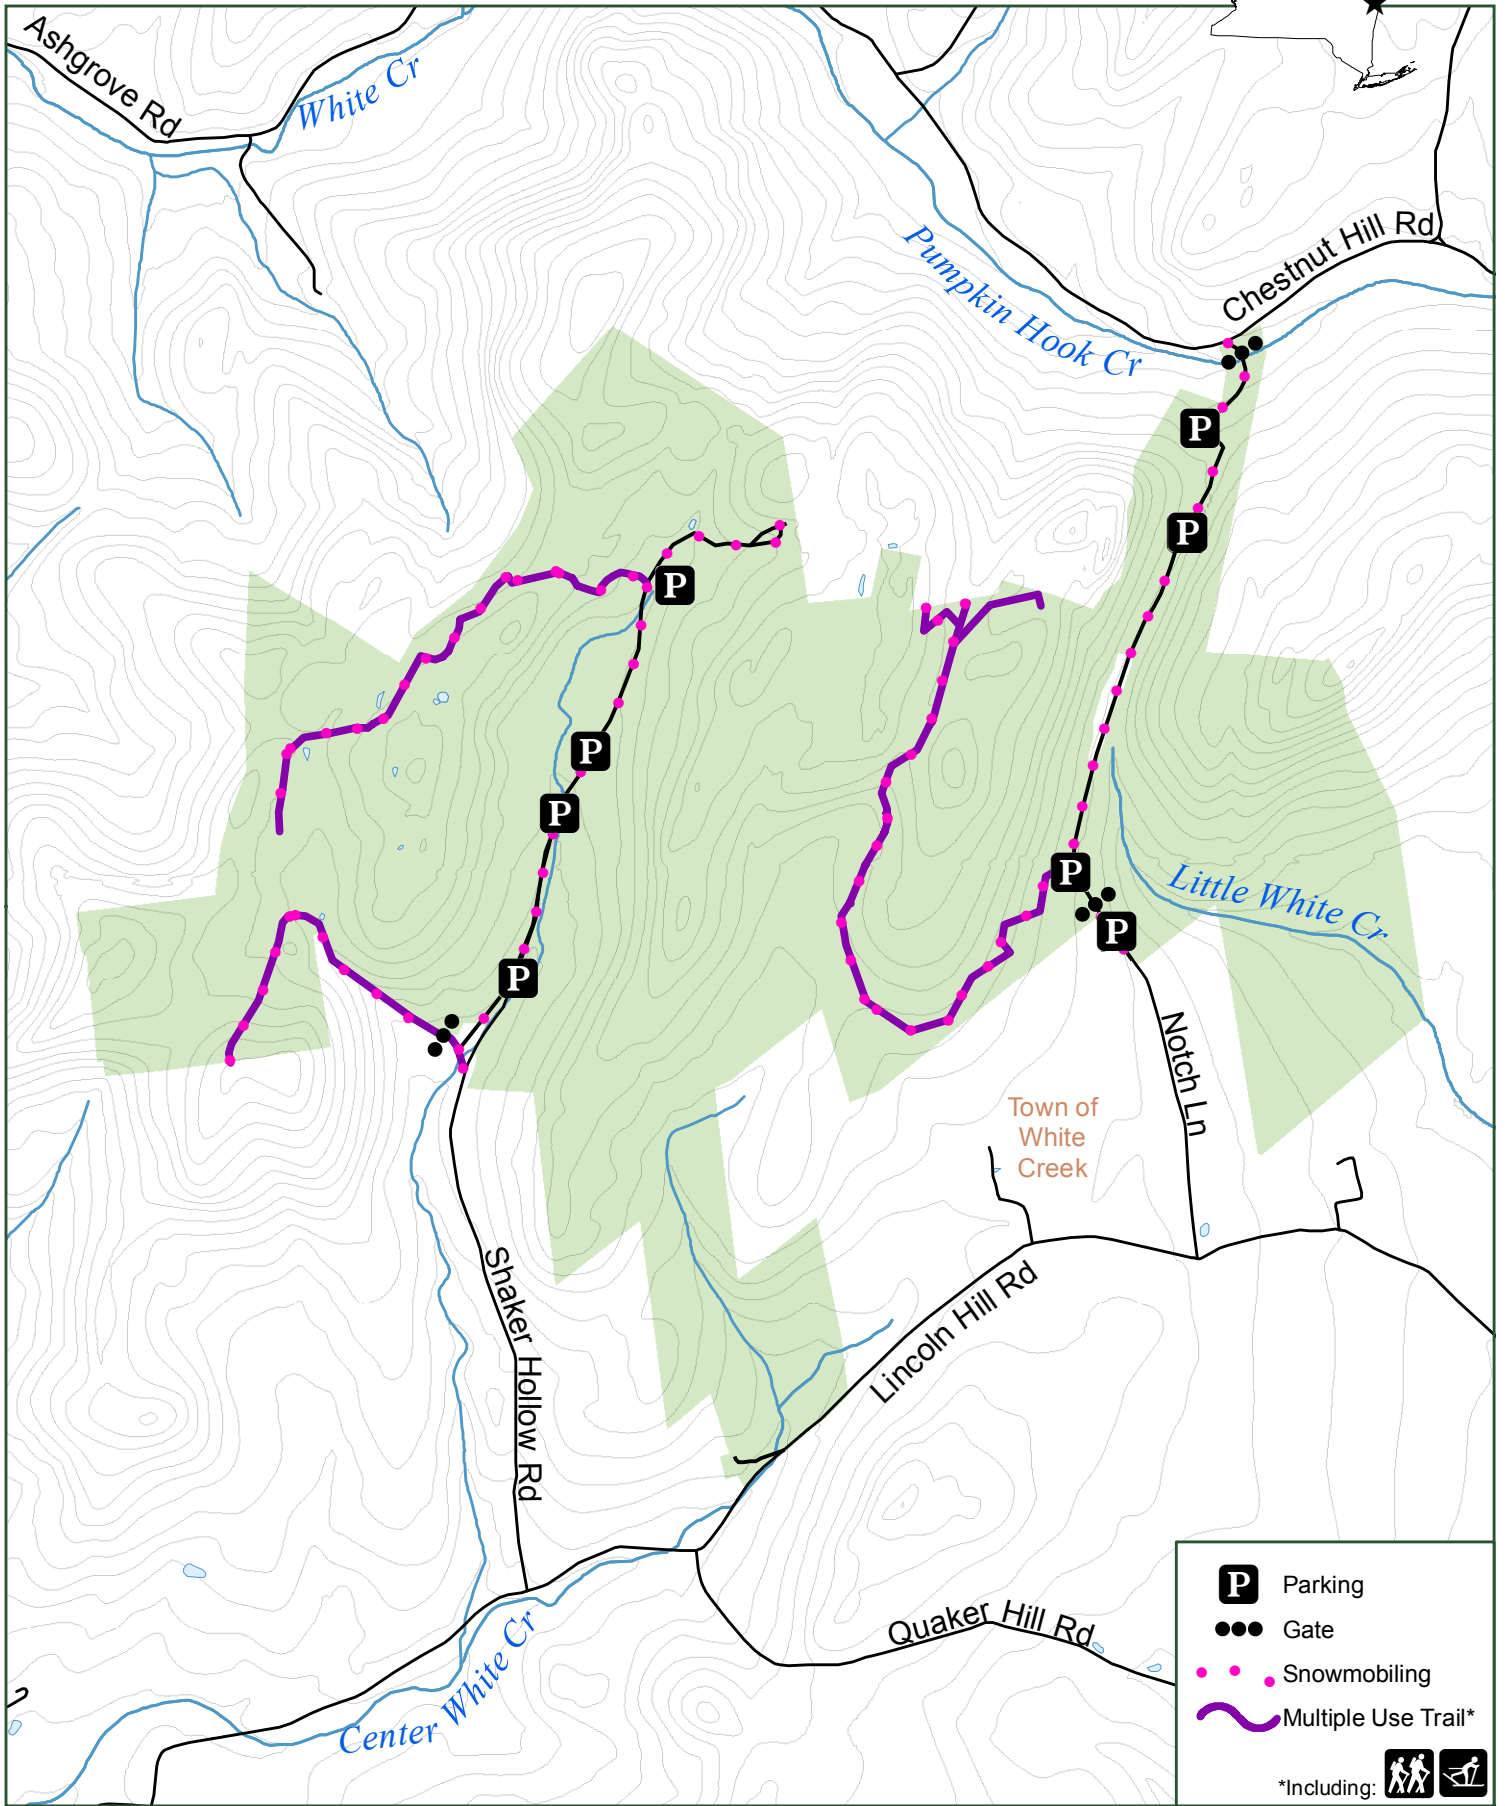 Ashgrove Rd
White Cr
Pumpkin Hook Cr
Chestnut Hill Rd
P
P
P
P
P
P
Little White Cr
P
P
Notch Ln
Town of
White
Creek
Shaker Hollow Rd
Lincoln Hill Rd
Quaker Hill Rd
Center White Cr
P Parking
Gate
Snowmobiling
Multiple Use Trail*
*Including: